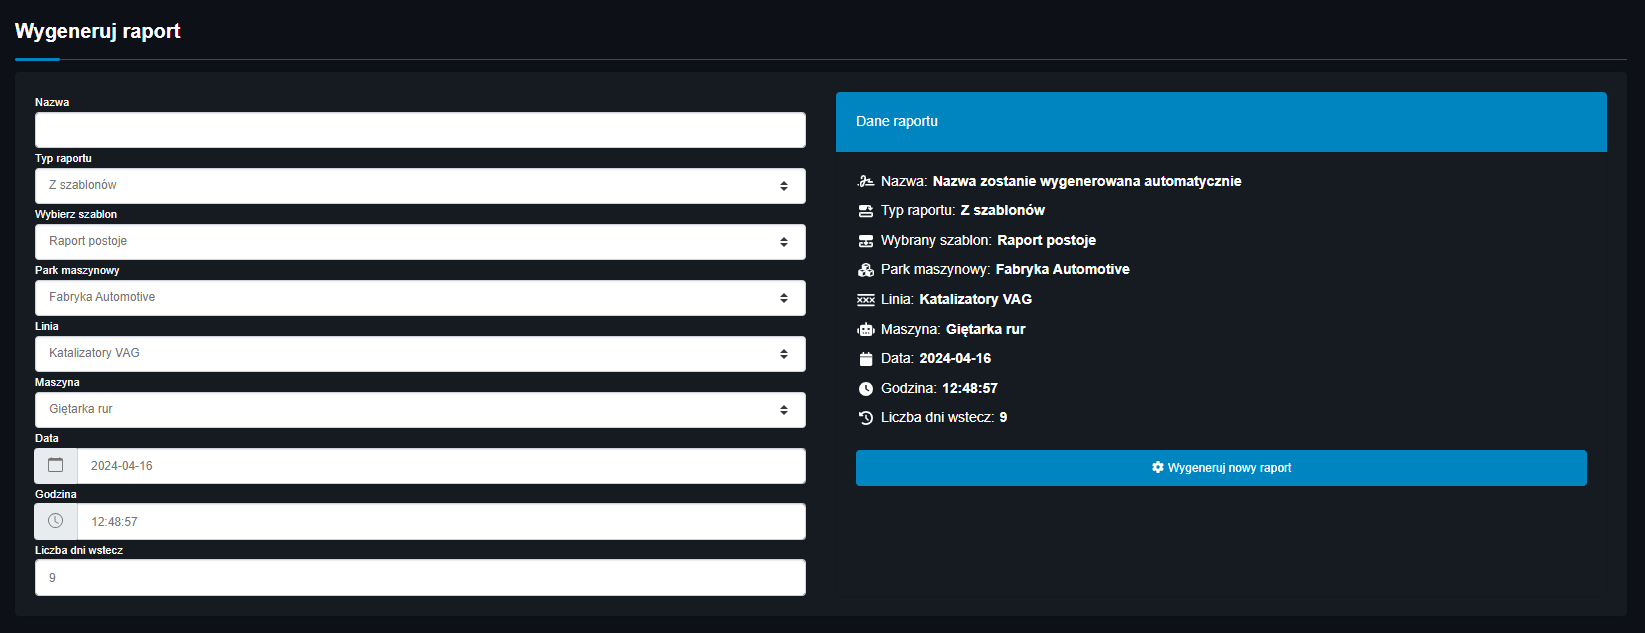 Wygeneruj raport
Nazwa
Typ raportu
Z szablonów
Wybierz szablon
Raport postoje
Park maszynowy
Fabryka Automotive
Linia
Katalizatory VAG
Maszyna
Giętarka rur
Data
2024-04-16
Godzina
12:48:57
Liczba dni wstecz
9
Dane raportu
Nazwa: Nazwa zostanie wygenerowana automatycznie
Typ raportu: Z szablonów
Wybrany szablon: Raport postoje
Park maszynowy: Fabryka Automotive
Linia: Katalizatory VAG
Maszyna: Giętarka rur
Data: 2024-04-16
Godzina: 12:48:57
Liczba dni wstecz: 9
Wygeneruj nowy raport